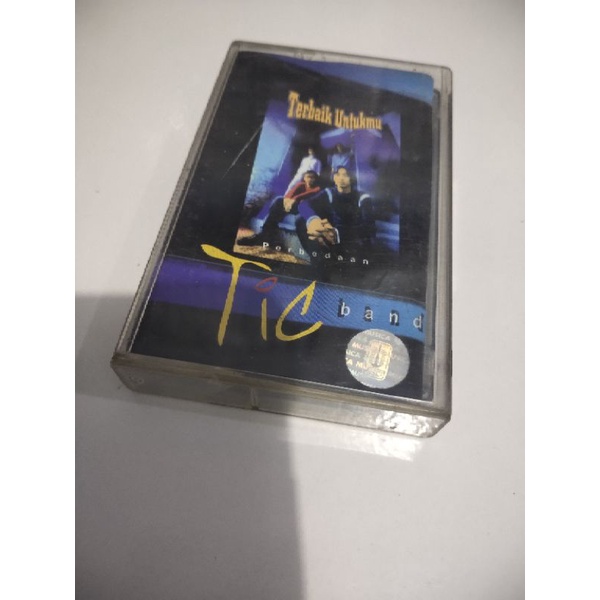 Terbaik Untukmu
Perbedaan
Tic
band